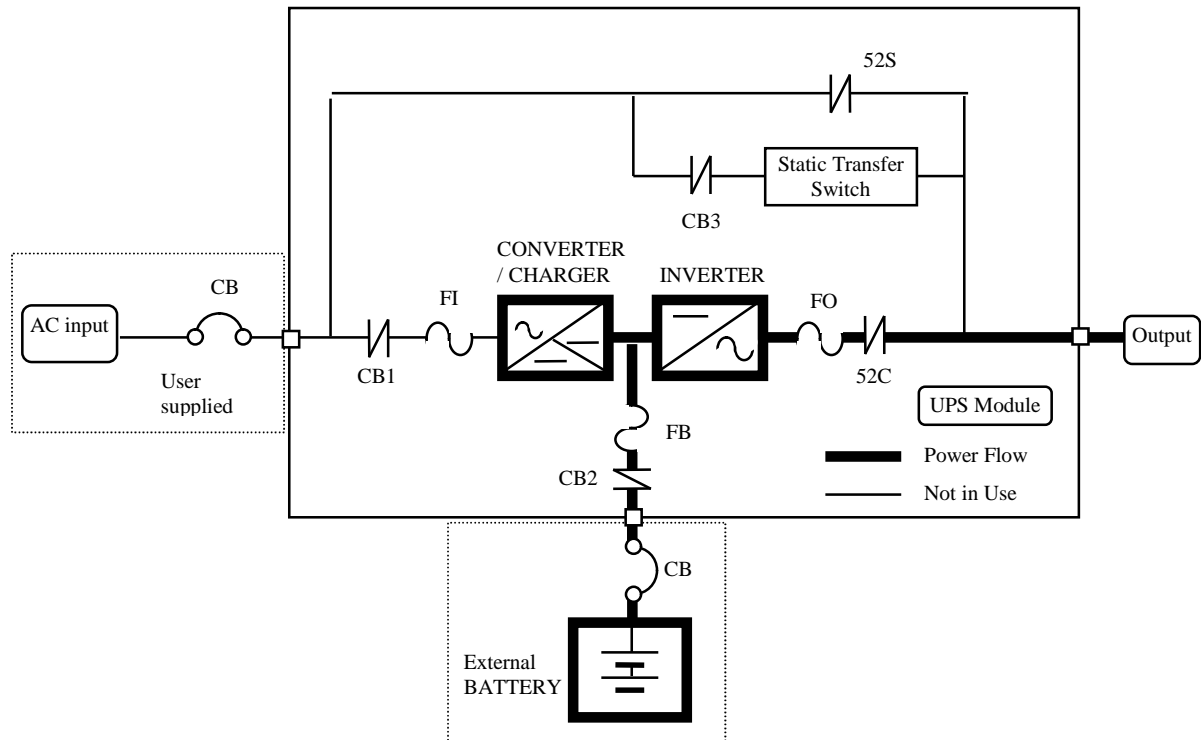 52S
Static Transfer
Switch
CB3
CONVERTER
/ CHARGER
INVERTER
CB
FI
FO
AC input
Output
CB1
52C
User
supplied
UPS Module
FB
Power Flow
CB2
Not in Use
CB
External
BATTERY